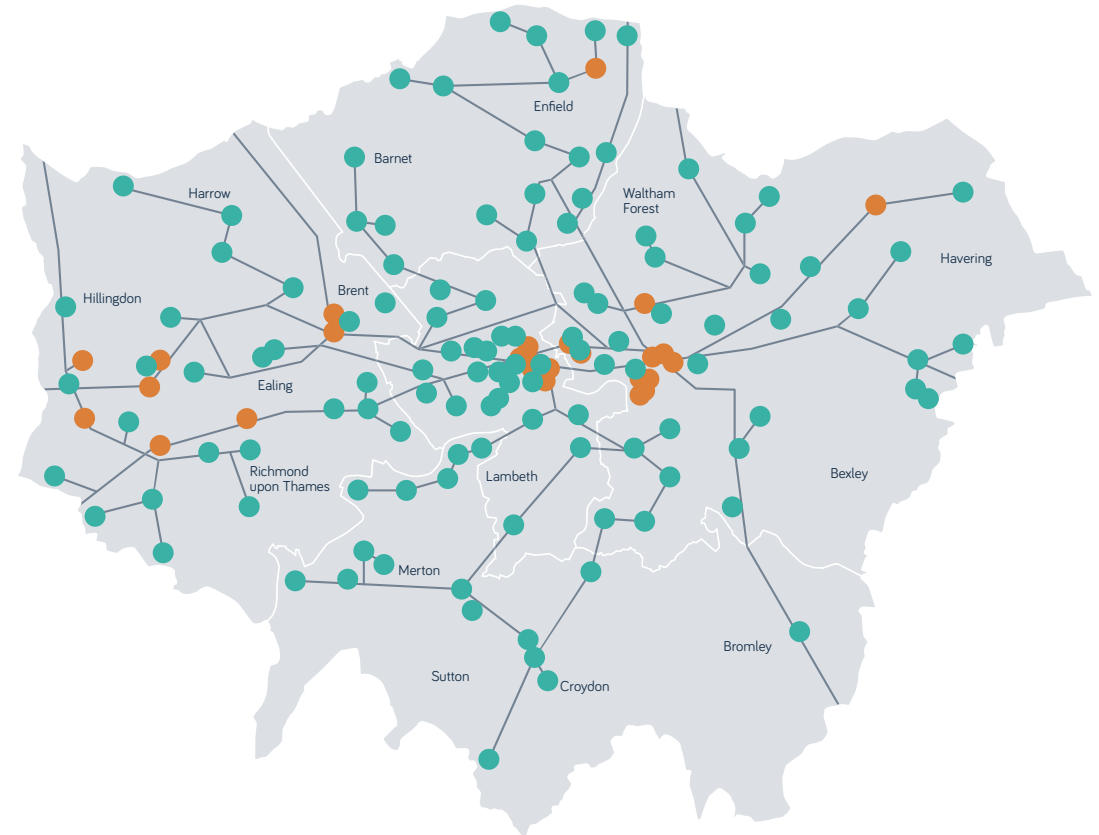 Enfield
Barnet
Harrow
Waltham
Forest
Havering
Brent
Hillingdon
Ealing
Richmond
upon Thames
Lambeth
Bexley
Merton
Bromley
Sutton
Croydon